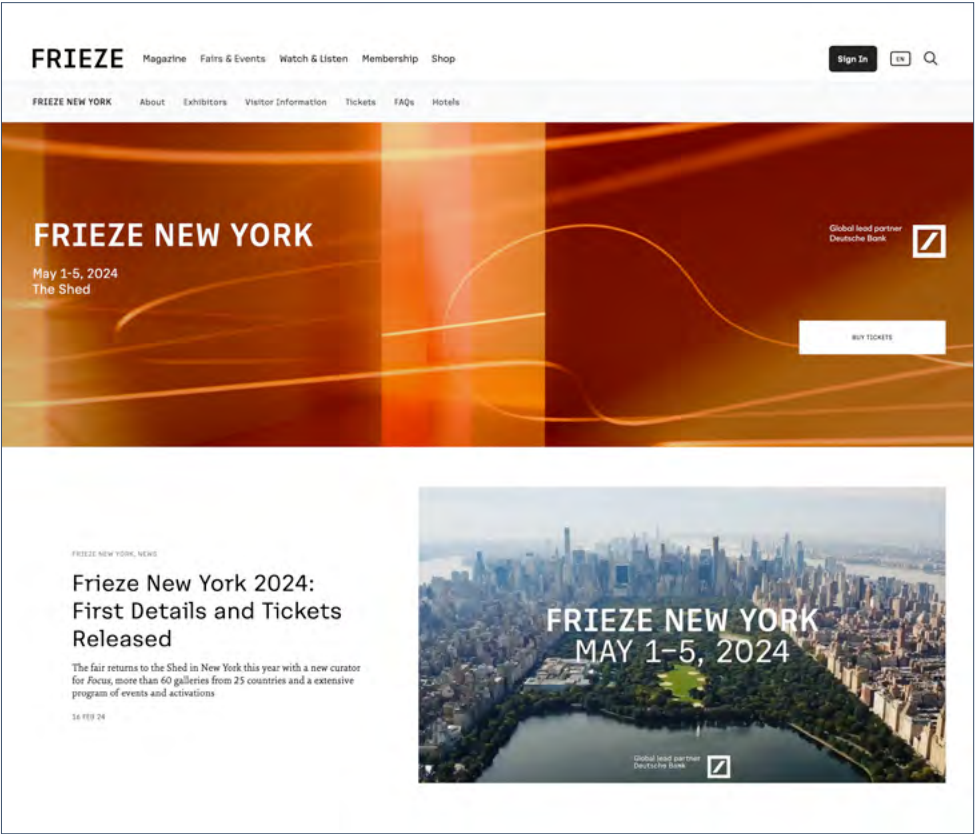 FRIEZE Magazine Fairs & Events Watch & Listen Membership Shop Sign In EN
FRIEZE NEW YORK About Exhibitors Visitor Information Tickets FAQs Hotels
FRIEZE NEW YORK
May 1-5, 2024
The Shed
Global lead partner
Deutsche Bank
BUY TICKETS
FRIEZE NEW YORK, NEWS
Frieze New York 2024:
First Details and Tickets
Released
The fair returns to the Shed in New York this year with a new curator
for Focus, more than 60 galleries from 25 countries and a extensive
program of events and activations
16 FEB 24
FRIEZE NEW YORK
MAY 1–5, 2024
Global lead partner
Deutsche Bank